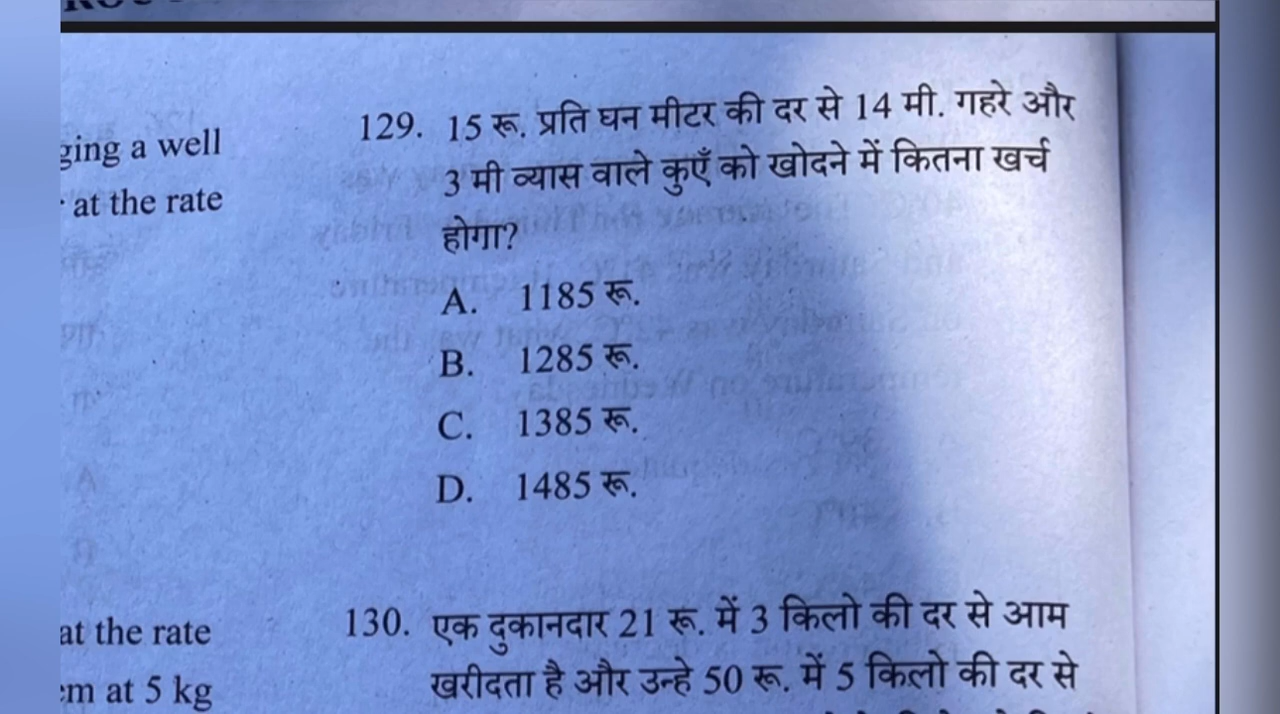 ging a well
at the rate
129. 15 रू. प्रति घन मीटर की दर से 14 मी. गहरे और
3 मी व्यास वाले कुएँ को खोदने में कितना खर्च
होगा?
A. 1185 रू.
B. 1285 रू.
C. 1385 रू.
D. 1485 रू.
at the rate
em at 5 kg
130. एक दुकानदार 21 रू. में 3 किलो की दर से आम
खरीदता है और उन्हे 50 रू. में 5 किलो की दर से